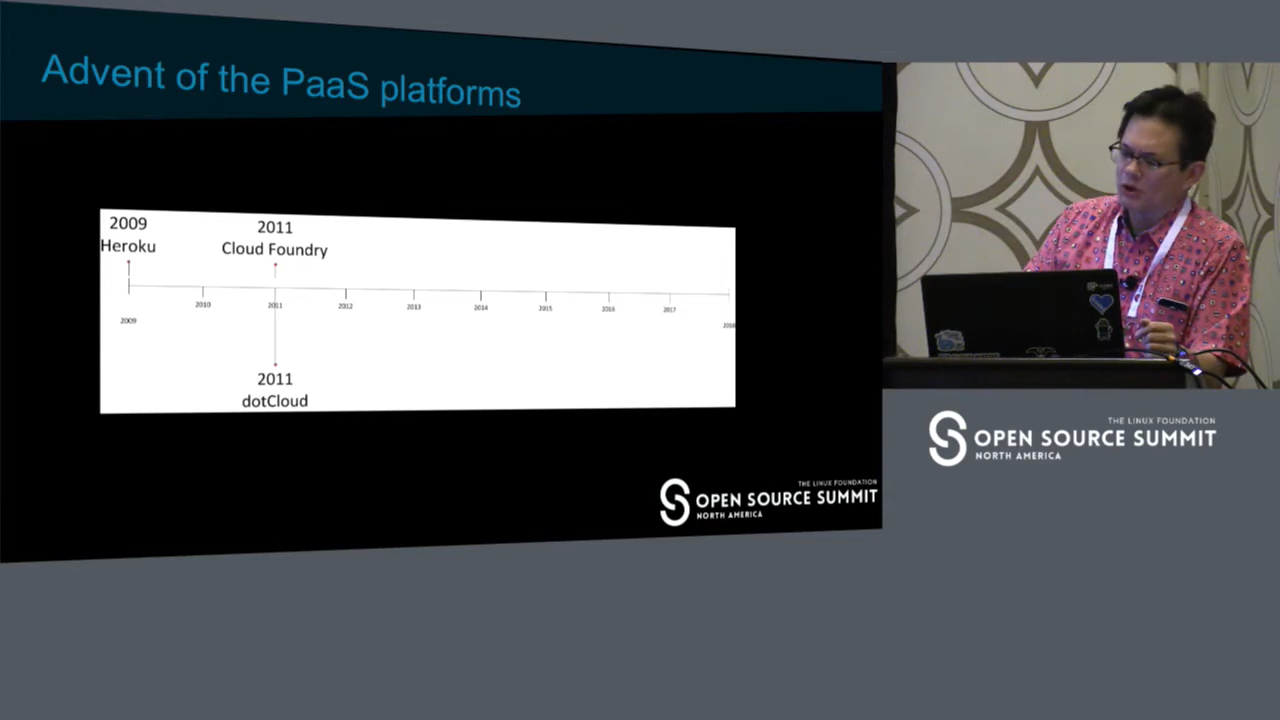 Advent of the PaaS platforms
2009
Heroku
2011
Cloud Foundry
2010
2011
2012
2013
2014
2015
2016
2017
2009
2018
2011
dotCloud
THE LINUX FOUNDATION
OPEN SOURCE SUMMIT
NORTH AMERICA
THE LINUX FOUNDATION
OPEN SOURCE SUMMIT
NORTH AMERICA